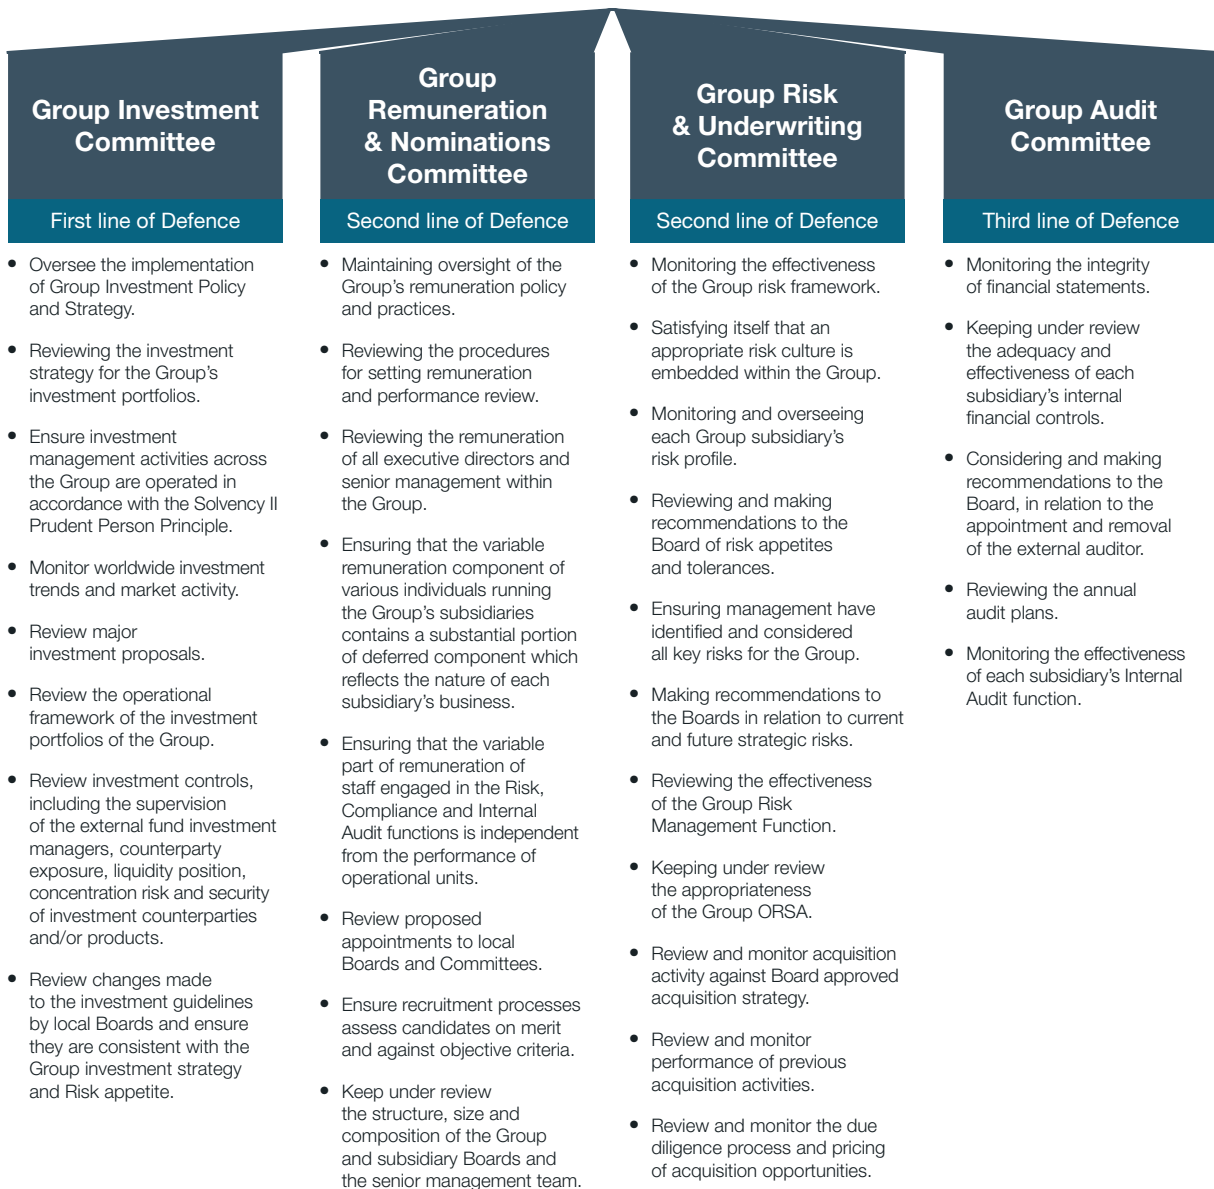 Group Investment
Committee
First line of Defence
• Oversee the implementation
of Group Investment Policy
and Strategy.
• Reviewing the investment
strategy for the Group's
investment portfolios.
• Ensure investment
management activities across
the Group are operated in
accordance with the Solvency II
Prudent Person Principle.
• Monitor worldwide investment
trends and market activity.
• Review major
investment proposals.
• Review the operational
framework of the investment
portfolios of the Group.
• Review investment controls,
including the supervision
of the external fund investment
managers, counterparty
exposure, liquidity position,
concentration risk and security
of investment counterparties
and/or products.
• Review changes made
to the investment guidelines
by local Boards and ensure
they are consistent with the
Group investment strategy
and Risk appetite.
Group
Remuneration
& Nominations
Committee
Second line of Defence
• Maintaining oversight of the
Group's remuneration policy
and practices.
• Reviewing the procedures
for setting remuneration
and performance review.
• Reviewing the remuneration
of all executive directors and
senior management within
the Group.
• Ensuring that the variable
remuneration component of
various individuals running
the Group's subsidiaries
contains a substantial portion
of deferred component which
reflects the nature of each
subsidiary's business.
• Ensuring that the variable
part of remuneration of
staff engaged in the Risk,
Compliance and Internal
Audit functions is independent
from the performance of
operational units.
• Review proposed
appointments to local
Boards and Committees.
• Ensure recruitment processes
assess candidates on merit
and against objective criteria.
• Keep under review
the structure, size and
composition of the Group
and subsidiary Boards and
the senior management team.
Group Risk
& Underwriting
Committee
Second line of Defence
• Monitoring the effectiveness
of the Group risk framework.
• Satisfying itself that an
appropriate risk culture is
embedded within the Group.
• Monitoring and overseeing
each Group subsidiary's
risk profile.
• Reviewing and making
recommendations to the
Board of risk appetites
and tolerances.
• Ensuring management have
identified and considered
all key risks for the Group.
• Making recommendations to
the Boards in relation to current
and future strategic risks.
• Reviewing the effectiveness
of the Group Risk
Management Function.
• Keeping under review
the appropriateness
of the Group ORSA.
• Review and monitor acquisition
activity against Board approved
acquisition strategy.
• Review and monitor
performance of previous
acquisition activities.
• Review and monitor the due
diligence process and pricing
of acquisition opportunities.
Group Audit
Committee
Third line of Defence
• Monitoring the integrity
of financial statements.
• Keeping under review
the adequacy and
effectiveness of each
subsidiary's internal
financial controls.
• Considering and making
recommendations to the
Board, in relation to the
appointment and removal
of the external auditor.
• Reviewing the annual
audit plans.
• Monitoring the effectiveness
of each subsidiary's Internal
Audit function.